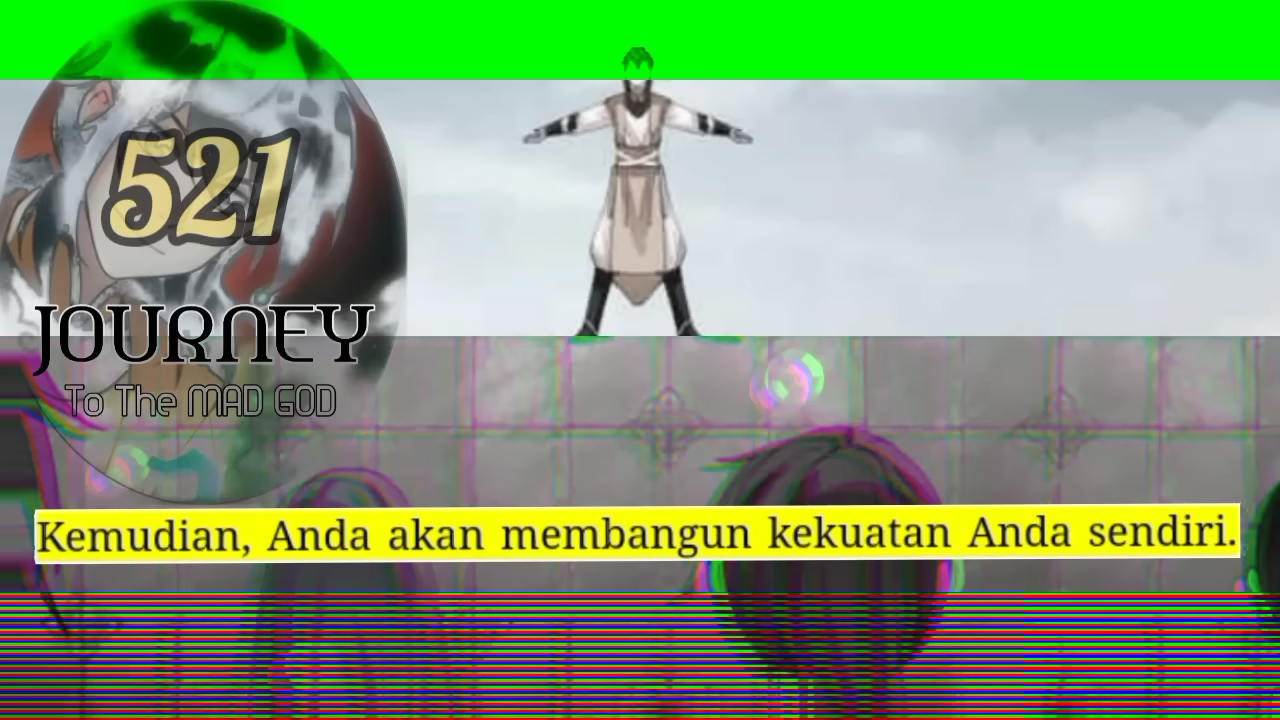 521
JOURNEY
To The MAD GOD
Kemudian, Anda akan membangun kekuatan Anda sendiri.